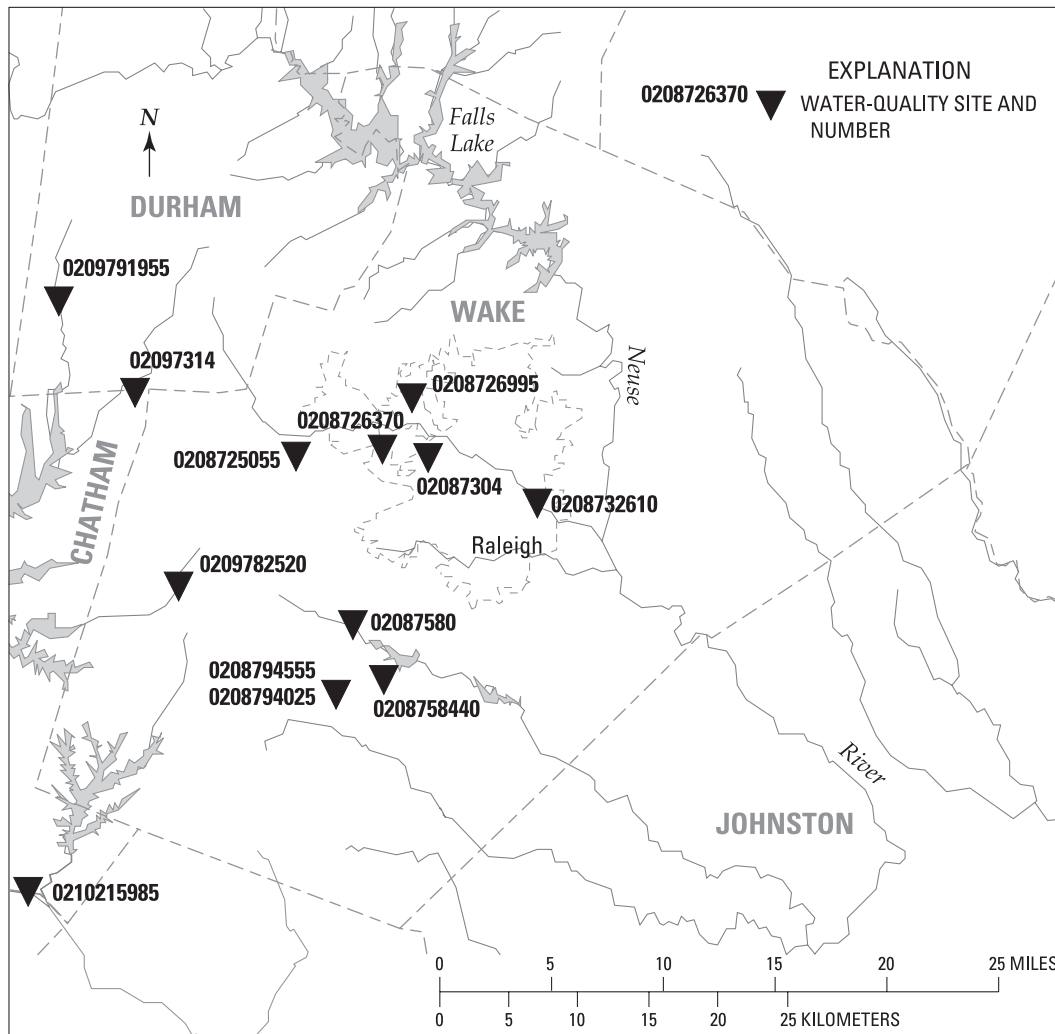 EXPLANATION
0208726370
WATER-QUALITY SITE AND
NUMBER
N
Falls
Lake
DURHAM
0209791955
WAKE
02097314
Neuse
0208726995
0208726370
0208725055
CHATHAM
02087304
0208732610
Raleigh
0209782520
02087580
0208794555
0208794025
0208758440
River
JOHNSTON
0210215985
0 5 10 15 20 25 MILES
0 5 10 15 20 25 KILOMETERS